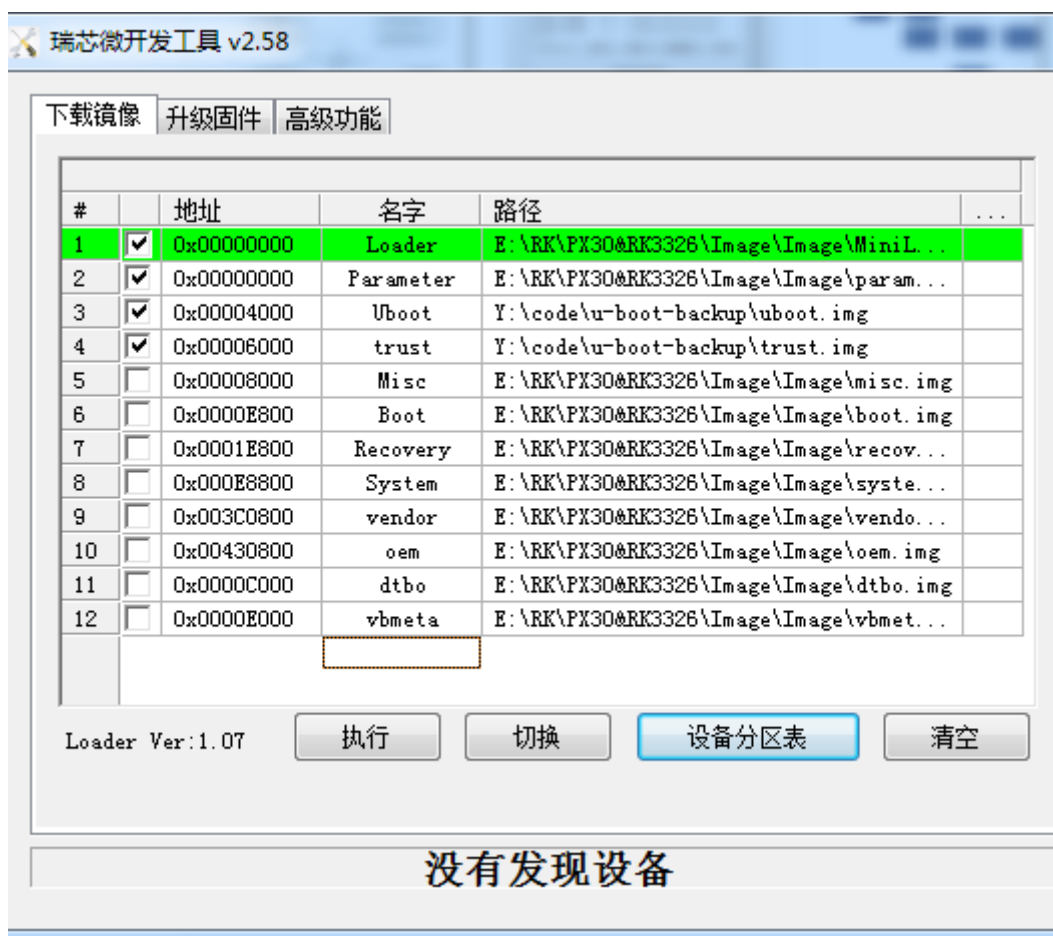 瑞芯微开发工具 v2.58
下载镜像 升级固件 高级功能
# 地址 名字 路径 ...
1 0x00000000 Loader E:\RK\PX30&RK3326\Image\Image\MiniL...
2 0x00000000 Parameter E:\RK\PX30&RK3326\Image\Image\param...
3 0x00004000 Uboot Y:\code\u-boot-backup\uboot.img
4 0x00006000 trust Y:\code\u-boot-backup\trust.img
5 0x00008000 Misc E:\RK\PX30&RK3326\Image\Image\misc.img
6 0x0000E800 Boot E:\RK\PX30&RK3326\Image\Image\boot.img
7 0x0001E800 Recovery E:\RK\PX30&RK3326\Image\Image\recov...
8 0x000E8800 System E:\RK\PX30&RK3326\Image\Image\syste...
9 0x003C0800 vendor E:\RK\PX30&RK3326\Image\Image\vendo...
10 0x00430800 oem E:\RK\PX30&RK3326\Image\Image\oem.img
11 0x0000C000 dtbo E:\RK\PX30&RK3326\Image\Image\dtbo.img
12 0x0000E000 vbmeta E:\RK\PX30&RK3326\Image\Image\vbmet...
Loader Ver:1.07 执行 切换 设备分区表 清空
没有发现设备